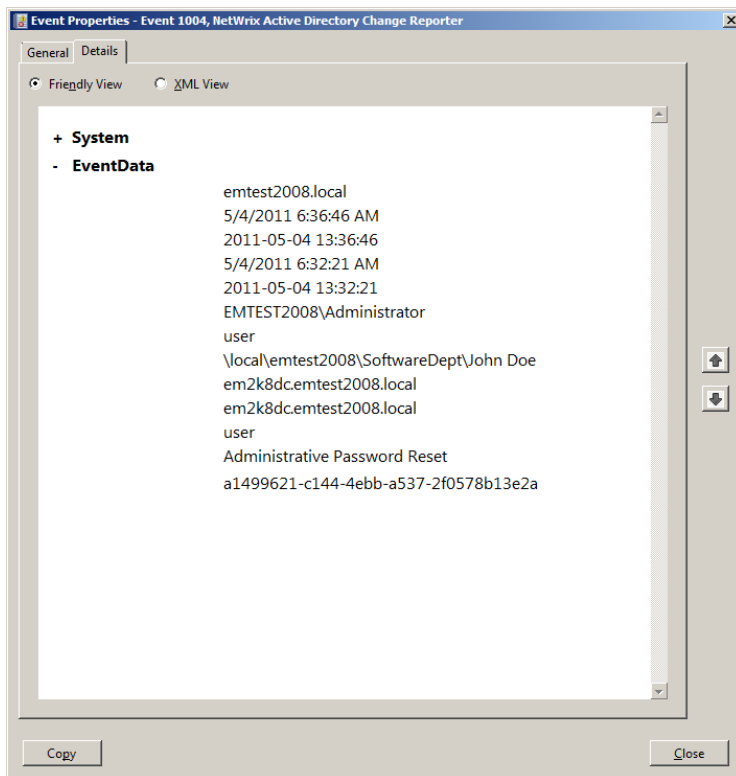 Event Properties - Event 1004, NetWrix Active Directory Change Reporter
General Details
Friendly View XML View
+ System
- EventData
emtest2008.local
5/4/2011 6:36:46 AM
2011-05-04 13:36:46
5/4/2011 6:32:21 AM
2011-05-04 13:32:21
EMTEST2008\Administrator
user
\local\emtest2008\SoftwareDept\John Doe
em2k8dc.emtest2008.local
em2k8dc.emtest2008.local
user
Administrative Password Reset
a1499621-c144-4ebb-a537-2f0578b13e2a
Copy Close